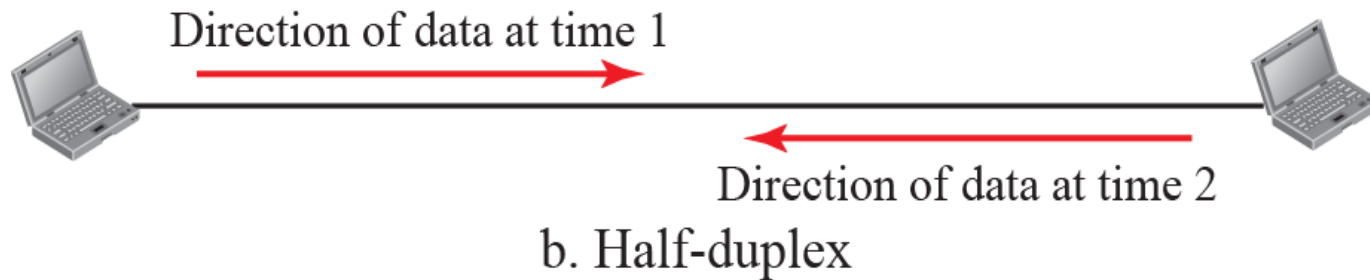 Direction of data at time 1
Direction of data at time 2
b. Half-duplex